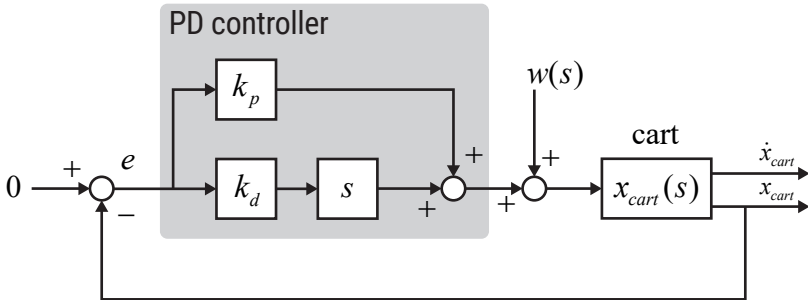 PD controller
k_p
w(s)
+
cart
+
+
ẋ_cart
0
+
e
k_d
s
x_cart(s)
x_cart
−
+
+